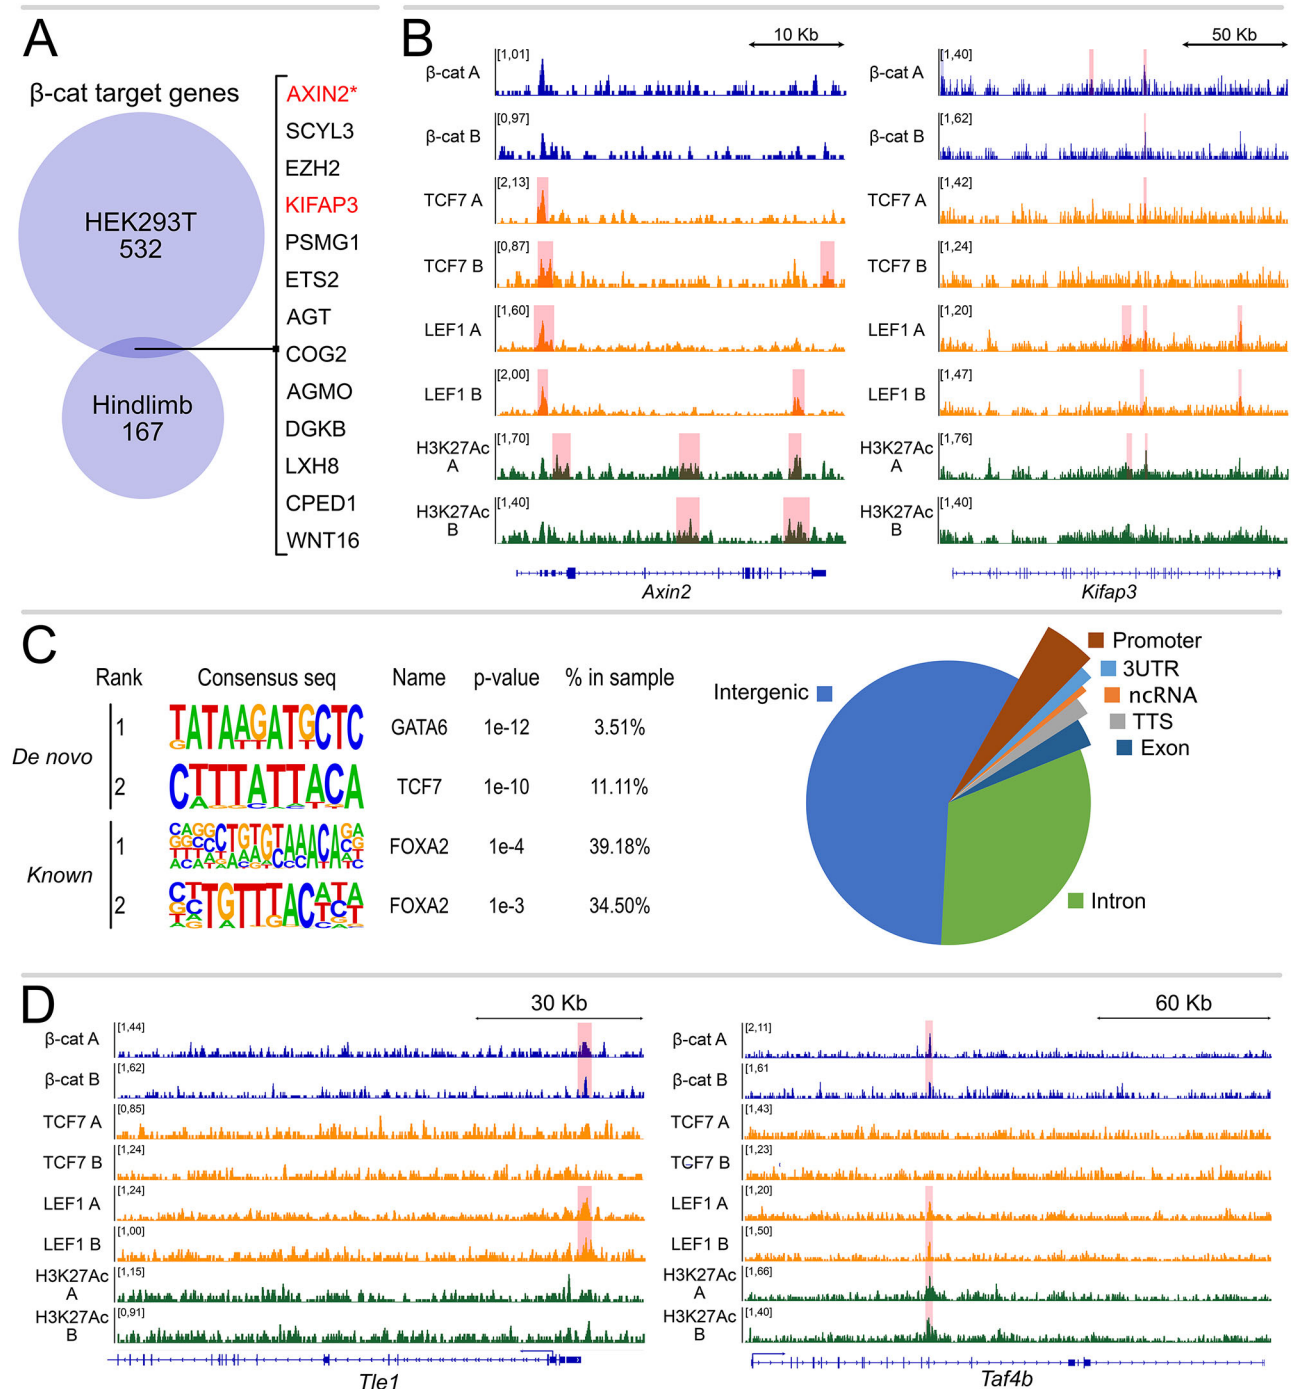 A
β-cat target genes
HEK293T
532
Hindlimb
167
AXIN2*
SCYL3
EZH2
KIFAP3
PSMG1
ETS2
AGT
COG2
AGMO
DGKB
LXH8
CPED1
WNT16
B
10 Kb
β-cat A [1,01]
β-cat B [0,97]
TCF7 A [2,13]
TCF7 B [0,87]
LEF1 A [1,60]
LEF1 B [2,00]
H3K27Ac A [1,70]
H3K27Ac B [1,40]
Axin2
50 Kb
β-cat A [1,40]
β-cat B [1,62]
TCF7 A [1,42]
TCF7 B [1,24]
LEF1 A [1,20]
LEF1 B [1,47]
H3K27Ac A [1,76]
H3K27Ac B [1,40]
Kifap3
C
Rank Consensus seq Name p-value % in sample
De novo
1 TATAAGATGCTC GATA6 1e-12 3.51%
2 CTTTATTACA TCF7 1e-10 11.11%
Known
1 FOXA2 1e-4 39.18%
2 FOXA2 1e-3 34.50%
Intergenic
Promoter
3UTR
ncRNA
TTS
Exon
Intron
D
30 Kb
β-cat A [1,44]
β-cat B [1,62]
TCF7 A [0,85]
TCF7 B [1,24]
LEF1 A [1,24]
LEF1 B [1,00]
H3K27Ac A [1,15]
H3K27Ac B [0,91]
Tle1
60 Kb
β-cat A [2,11]
β-cat B [1,61
TCF7 A [1,43]
TCF7 B [1,23]
LEF1 A [1,20]
LEF1 B [1,50]
H3K27Ac A [1,66]
H3K27Ac B [1,40]
Taf4b